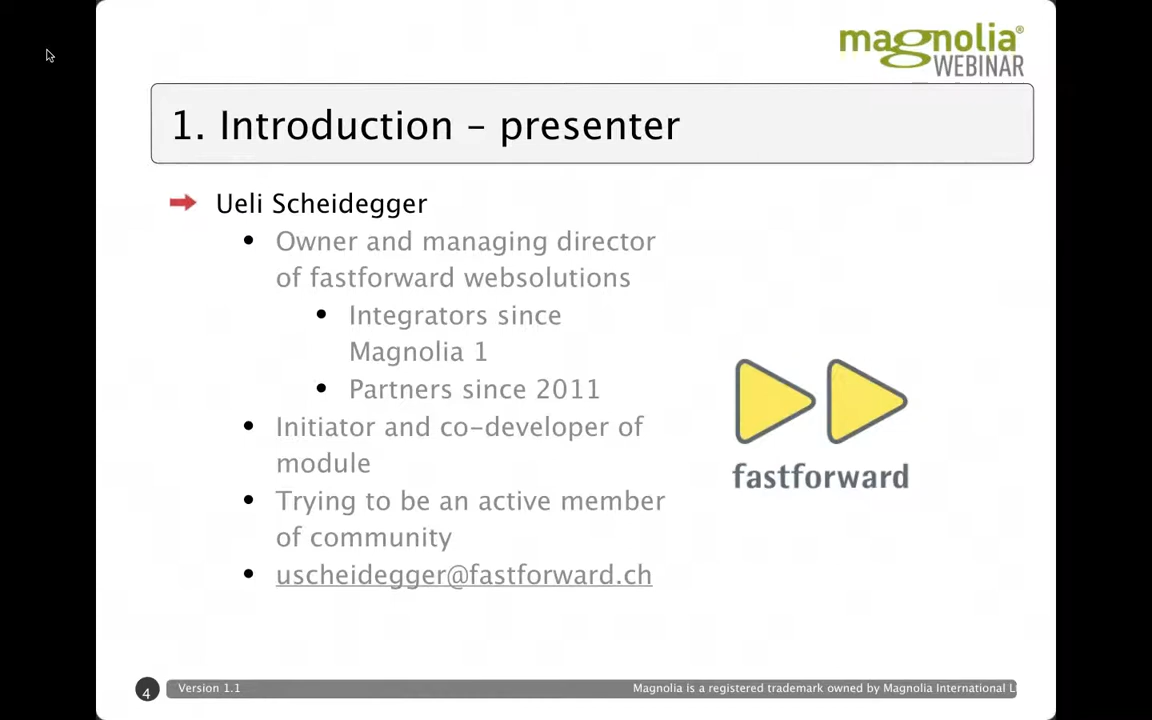 magnolia®
WEBINAR
1. Introduction – presenter
Ueli Scheidegger
• Owner and managing director
of fastforward websolutions
• Integrators since
Magnolia 1
• Partners since 2011
• Initiator and co-developer of
module
• Trying to be an active member
of community
• uscheidegger@fastforward.ch
fastforward
4
Version 1.1
Magnolia is a registered trademark owned by Magnolia International